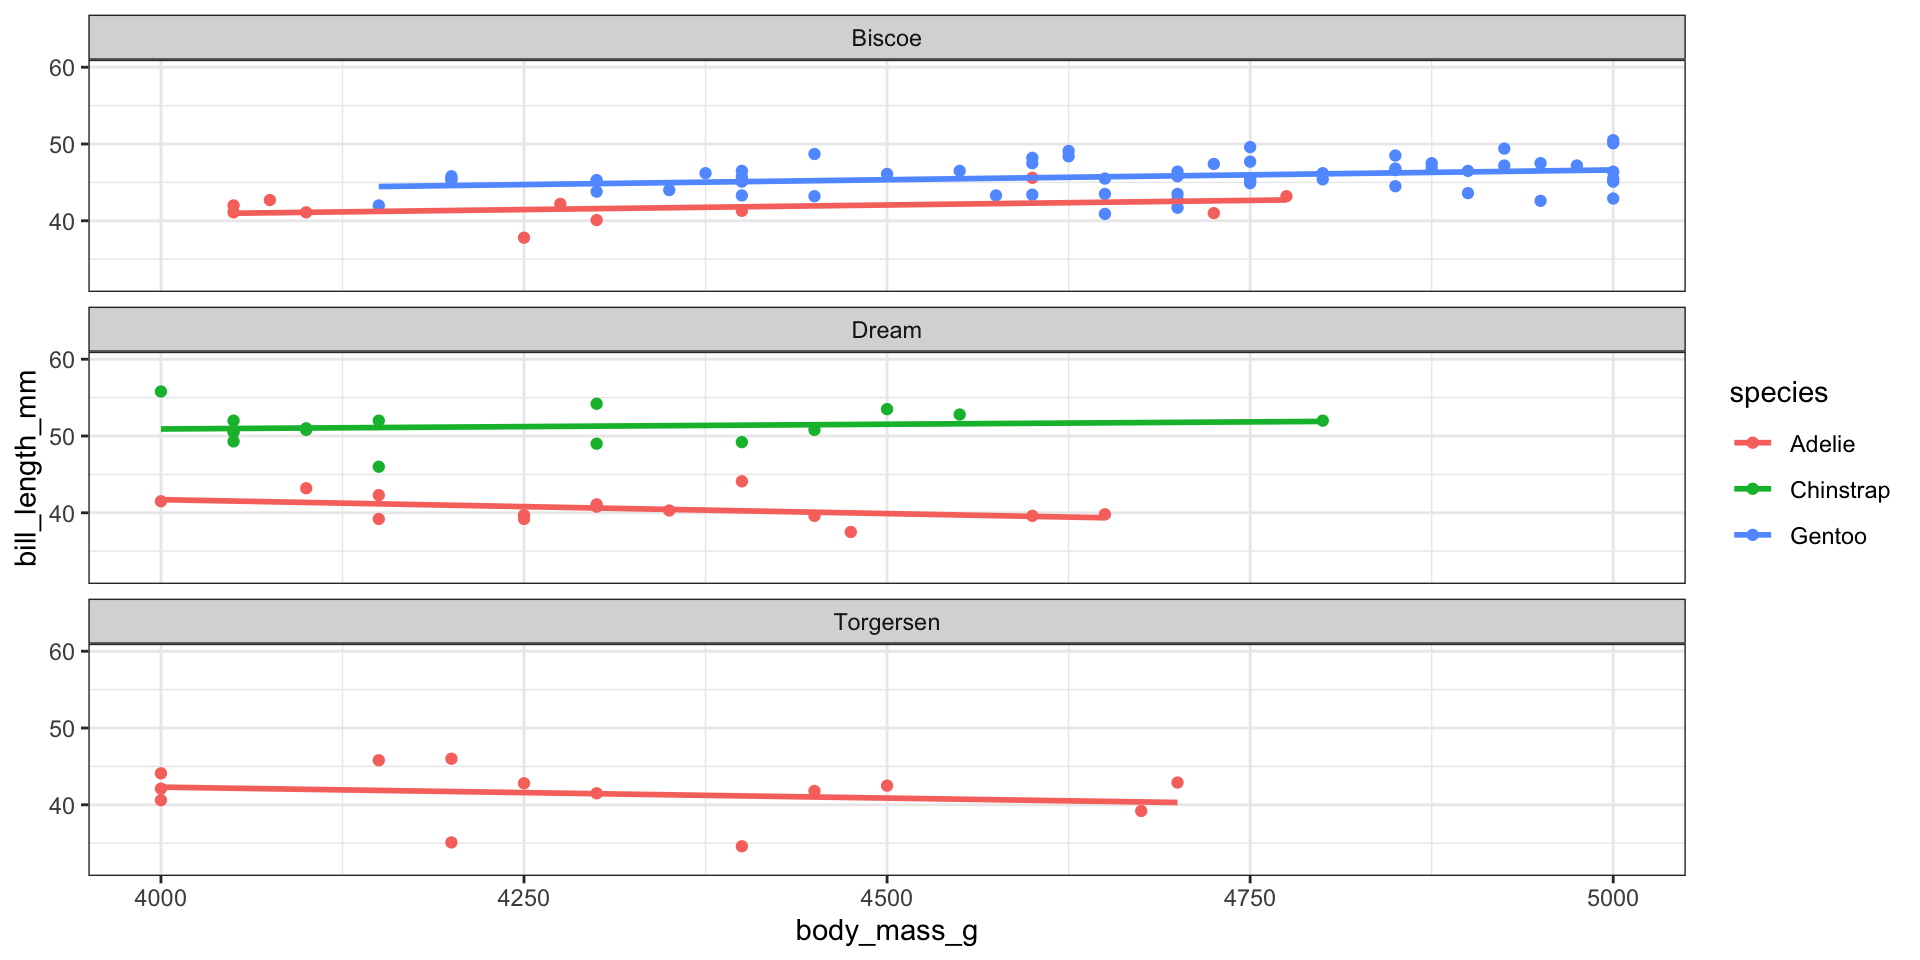 Biscoe
60
50
40
Dream
60
50
40
Torgersen
60
50
40
4000 4250 4500 4750 5000
body_mass_g
bill_length_mm
species
Adelie
Chinstrap
Gentoo